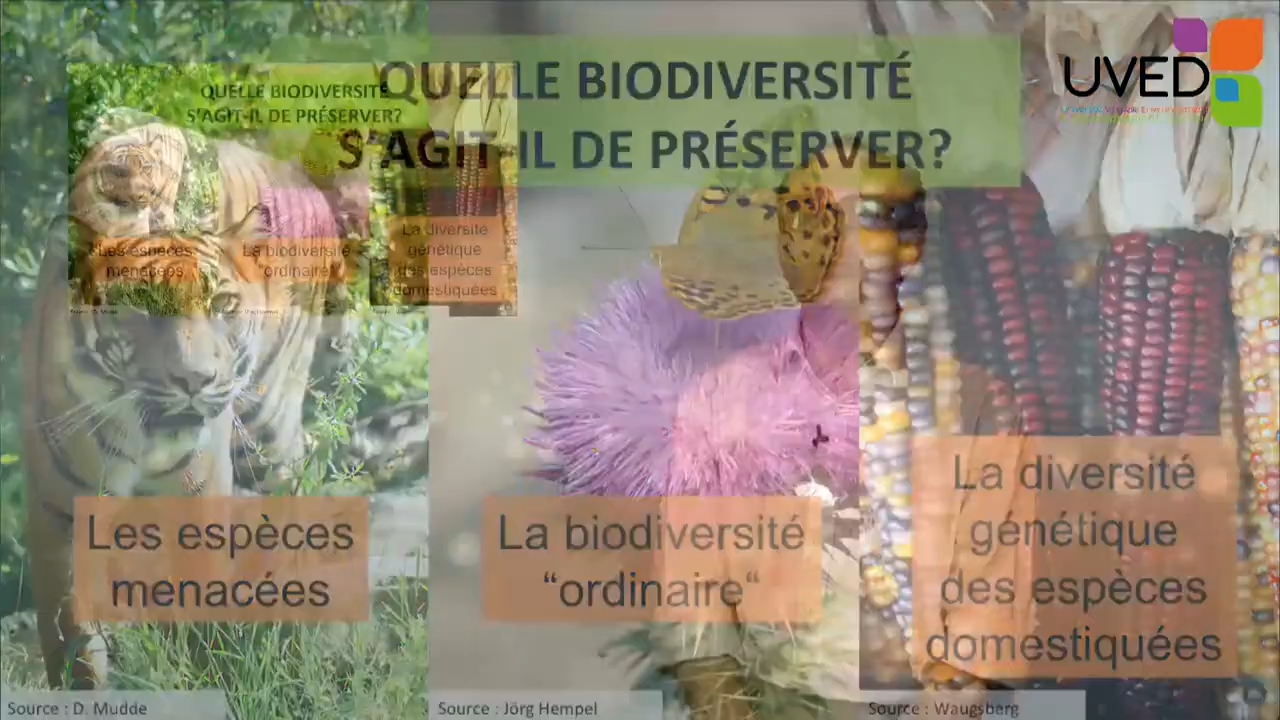 QUELLE BIODIVERSITÉ
S'AGIT-IL DE PRÉSERVER?
UVED
QUELLE BIODIVERSITÉ
S'AGIT-IL DE PRÉSERVER?
Les espèces
menacées
La biodiversité
"ordinaire"
La diversité
génétique
des espèces
domestiquées
Les espèces
menacées
La biodiversité
“ordinaire“
La diversité
génétique
des espèces
domestiquées
Source : D. Mudde
Source : Jörg Hempel
Source : Waugsberg